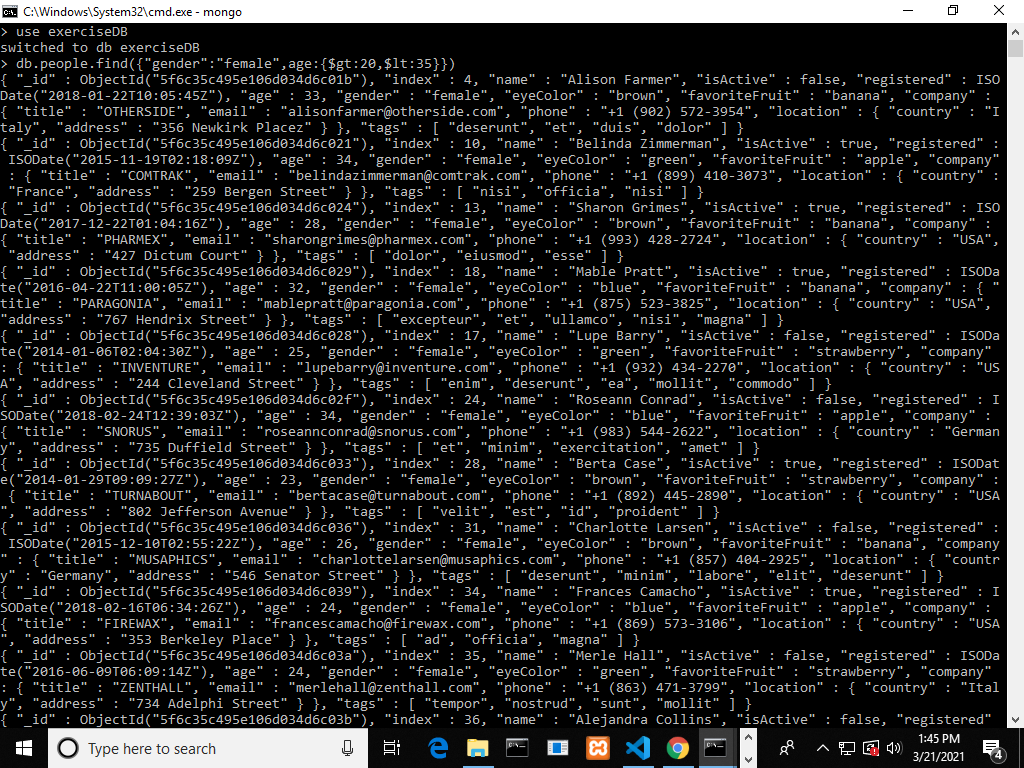 C:\Windows\System32\cmd.exe - mongo
> use exerciseDB
switched to db exerciseDB
> db.people.find({"gender":"female",age:{$gt:20,$lt:35}})
{ "_id" : ObjectId("5f6c35c495e106d034d6c01b"), "index" : 4, "name" : "Alison Farmer", "isActive" : false, "registered" : ISO
Date("2018-01-22T10:05:45Z"), "age" : 33, "gender" : "female", "eyeColor" : "brown", "favoriteFruit" : "banana", "company" :
{ "title" : "OTHERSIDE", "email" : "alisonfarmer@otherside.com", "phone" : "+1 (902) 572-3954", "location" : { "country" : "I
taly", "address" : "356 Newkirk Placez" } }, "tags" : [ "deserunt", "et", "duis", "dolor" ] }
{ "_id" : ObjectId("5f6c35c495e106d034d6c021"), "index" : 10, "name" : "Belinda Zimmerman", "isActive" : true, "registered" :
 ISODate("2015-11-19T02:18:09Z"), "age" : 34, "gender" : "female", "eyeColor" : "green", "favoriteFruit" : "apple", "company"
 : { "title" : "COMTRAK", "email" : "belindazimmerman@comtrak.com", "phone" : "+1 (899) 410-3073", "location" : { "country" :
"France", "address" : "259 Bergen Street" } }, "tags" : [ "nisi", "officia", "nisi" ] }
{ "_id" : ObjectId("5f6c35c495e106d034d6c024"), "index" : 13, "name" : "Sharon Grimes", "isActive" : true, "registered" : ISO
Date("2017-12-22T01:04:16Z"), "age" : 28, "gender" : "female", "eyeColor" : "brown", "favoriteFruit" : "banana", "company" :
{ "title" : "PHARMEX", "email" : "sharongrimes@pharmex.com", "phone" : "+1 (993) 428-2724", "location" : { "country" : "USA",
 "address" : "427 Dictum Court" } }, "tags" : [ "dolor", "eiusmod", "esse" ] }
{ "_id" : ObjectId("5f6c35c495e106d034d6c029"), "index" : 18, "name" : "Mable Pratt", "isActive" : true, "registered" : ISODa
te("2016-04-22T11:00:05Z"), "age" : 32, "gender" : "female", "eyeColor" : "blue", "favoriteFruit" : "banana", "company" : { "
title" : "PARAGONIA", "email" : "mablepratt@paragonia.com", "phone" : "+1 (875) 523-3825", "location" : { "country" : "USA",
"address" : "767 Hendrix Street" } }, "tags" : [ "excepteur", "et", "ullamco", "nisi", "magna" ] }
{ "_id" : ObjectId("5f6c35c495e106d034d6c028"), "index" : 17, "name" : "Lupe Barry", "isActive" : false, "registered" : ISODa
te("2014-01-06T02:04:30Z"), "age" : 25, "gender" : "female", "eyeColor" : "green", "favoriteFruit" : "strawberry", "company"
: { "title" : "INVENTURE", "email" : "lupebarry@inventure.com", "phone" : "+1 (932) 434-2270", "location" : { "country" : "US
A", "address" : "244 Cleveland Street" } }, "tags" : [ "enim", "deserunt", "ea", "mollit", "commodo" ] }
{ "_id" : ObjectId("5f6c35c495e106d034d6c02f"), "index" : 24, "name" : "Roseann Conrad", "isActive" : false, "registered" : I
SODate("2018-02-24T12:39:03Z"), "age" : 34, "gender" : "female", "eyeColor" : "blue", "favoriteFruit" : "apple", "company" :
{ "title" : "SNORUS", "email" : "roseannconrad@snorus.com", "phone" : "+1 (983) 544-2622", "location" : { "country" : "German
y", "address" : "735 Duffield Street" } }, "tags" : [ "et", "minim", "exercitation", "amet" ] }
{ "_id" : ObjectId("5f6c35c495e106d034d6c033"), "index" : 28, "name" : "Berta Case", "isActive" : true, "registered" : ISODat
e("2014-01-29T09:09:27Z"), "age" : 23, "gender" : "female", "eyeColor" : "brown", "favoriteFruit" : "strawberry", "company" :
 { "title" : "TURNABOUT", "email" : "bertacase@turnabout.com", "phone" : "+1 (892) 445-2890", "location" : { "country" : "USA
", "address" : "802 Jefferson Avenue" } }, "tags" : [ "velit", "est", "id", "proident" ] }
{ "_id" : ObjectId("5f6c35c495e106d034d6c036"), "index" : 31, "name" : "Charlotte Larsen", "isActive" : false, "registered" :
 ISODate("2015-12-10T02:55:22Z"), "age" : 26, "gender" : "female", "eyeColor" : "brown", "favoriteFruit" : "banana", "company
" : { "title" : "MUSAPHICS", "email" : "charlottelarsen@musaphics.com", "phone" : "+1 (857) 404-2925", "location" : { "countr
y" : "Germany", "address" : "546 Senator Street" } }, "tags" : [ "deserunt", "minim", "labore", "elit", "deserunt" ] }
{ "_id" : ObjectId("5f6c35c495e106d034d6c039"), "index" : 34, "name" : "Frances Camacho", "isActive" : true, "registered" : I
SODate("2018-02-16T06:34:26Z"), "age" : 24, "gender" : "female", "eyeColor" : "blue", "favoriteFruit" : "apple", "company" :
{ "title" : "FIREWAX", "email" : "francescamacho@firewax.com", "phone" : "+1 (869) 573-3106", "location" : { "country" : "USA
", "address" : "353 Berkeley Place" } }, "tags" : [ "ad", "officia", "magna" ] }
{ "_id" : ObjectId("5f6c35c495e106d034d6c03a"), "index" : 35, "name" : "Merle Hall", "isActive" : false, "registered" : ISODa
te("2016-06-09T06:09:14Z"), "age" : 24, "gender" : "female", "eyeColor" : "green", "favoriteFruit" : "strawberry", "company"
: { "title" : "ZENTHALL", "email" : "merlehall@zenthall.com", "phone" : "+1 (863) 471-3799", "location" : { "country" : "Ital
y", "address" : "734 Adelphi Street" } }, "tags" : [ "tempor", "nostrud", "sunt", "mollit" ] }
{ "_id" : ObjectId("5f6c35c495e106d034d6c03b"), "index" : 36, "name" : "Alejandra Collins", "isActive" : false, "registered"
Type here to search
1:45 PM
3/21/2021
4